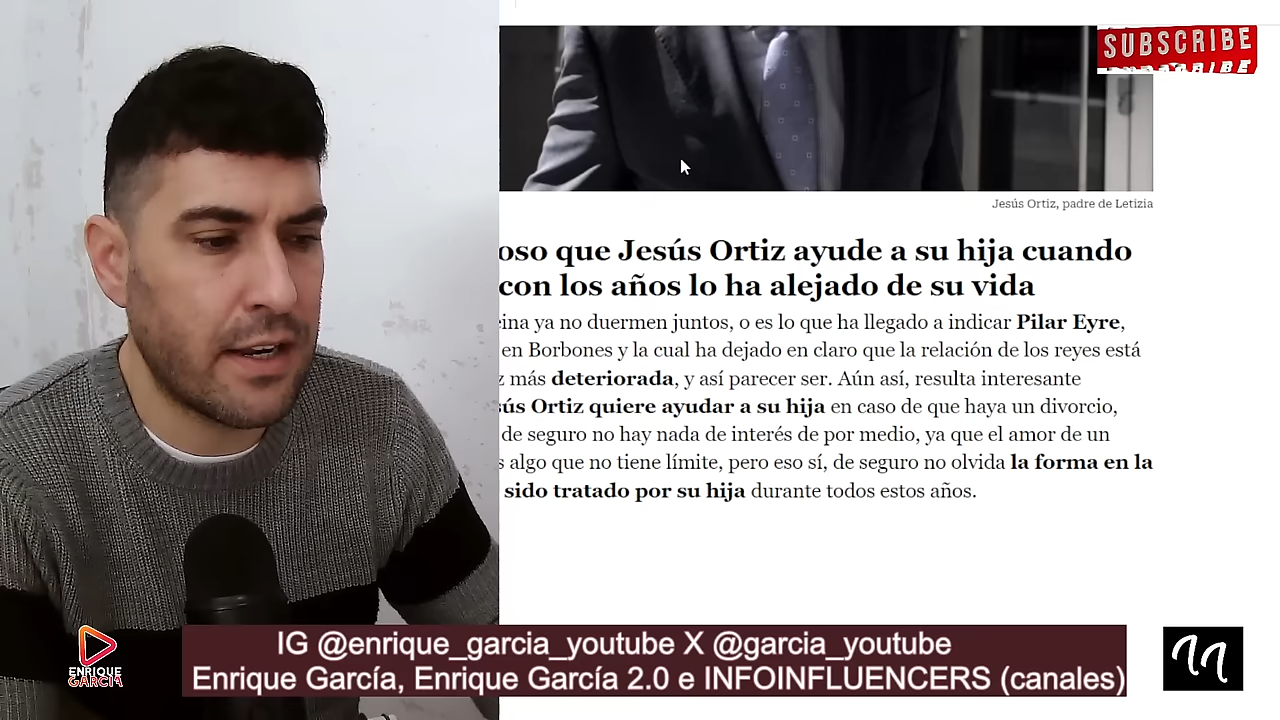 SUBSCRIBE
Jesús Ortiz, padre de Letizia
oso que Jesús Ortiz ayude a su hija cuando
con los años lo ha alejado de su vida
eina ya no duermen juntos, o es lo que ha llegado a indicar Pilar Eyre,
en Borbones y la cual ha dejado en claro que la relación de los reyes está
z más deteriorada, y así parecer ser. Aún así, resulta interesante
sús Ortiz quiere ayudar a su hija en caso de que haya un divorcio,
de seguro no hay nada de interés de por medio, ya que el amor de un
s algo que no tiene límite, pero eso sí, de seguro no olvida la forma en la
sido tratado por su hija durante todos estos años.
IG @enrique_garcia_youtube X @garcia_youtube
Enrique García, Enrique García 2.0 e INFOINFLUENCERS (canales)
ENRIQUE
GARCÍA